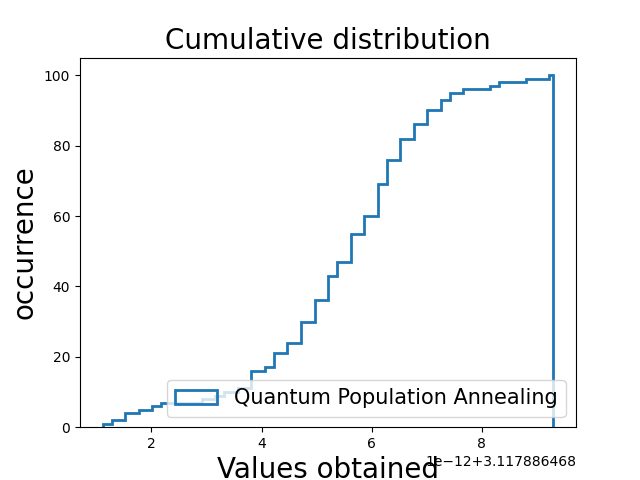 Cumulative distribution
100
80
60
40
20
0
occurrence
Quantum Population Annealing
2 4 6 8
1e−12+3.117886468
Values obtained